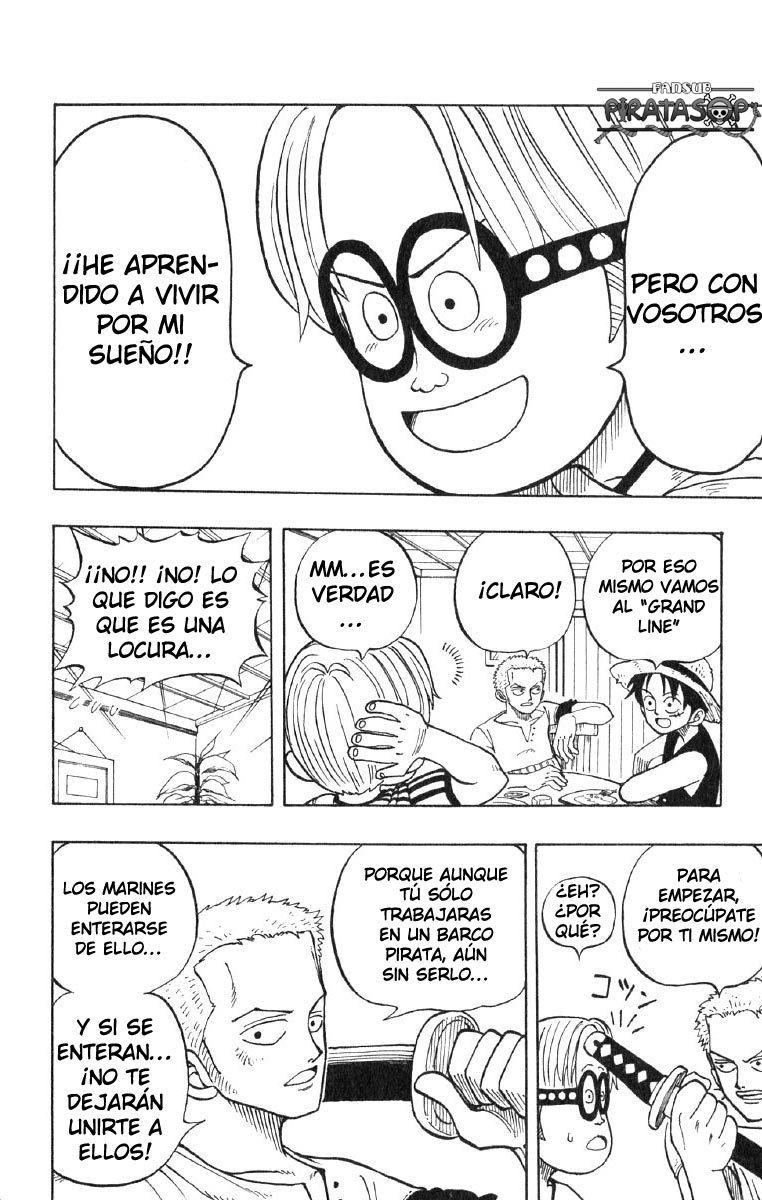 FANSUB
PIRATASOP
PERO CON
VOSOTROS
...
¡¡HE APREN-
DIDO A VIVIR
POR MI
SUEÑO!!
POR ESO
MISMO VAMOS
AL "GRAND
LINE"
¡CLARO!
MM...ES
VERDAD
...
¡¡NO!! ¡NO! LO
QUE DIGO ES
QUE ES UNA
LOCURA...
PARA
EMPEZAR,
¡PREOCÚPATE
POR TI MISMO!
¿EH?
¿POR
QUÉ?
コツン
PORQUE AUNQUE
TÚ SÓLO
TRABAJARAS
EN UN BARCO
PIRATA, AÚN
SIN SERLO...
LOS MARINES
PUEDEN
ENTERARSE
DE ELLO...
Y SI SE
ENTERAN...
¡NO TE
DEJARÁN
UNIRTE A
ELLOS!